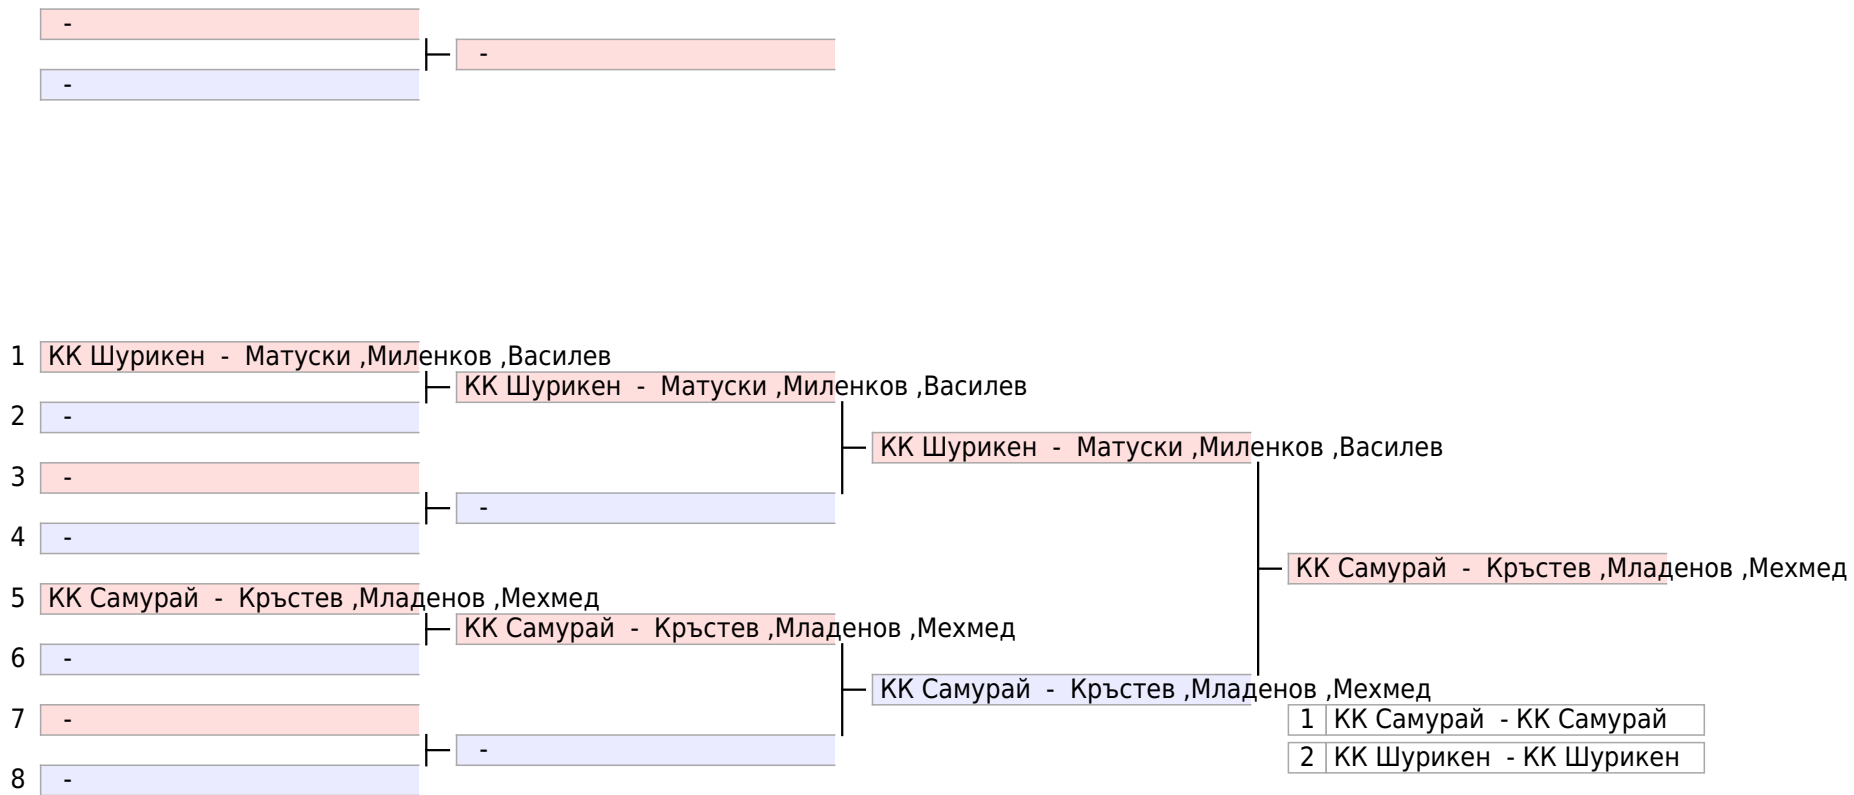 -
-
-
1 КК Шурикен - Матуски ,Миленков ,Василев
КК Шурикен - Матуски ,Миленков ,Василев
2 -
КК Шурикен - Матуски ,Миленков ,Василев
3 -
-
4 -
КК Самурай - Кръстев ,Младенов ,Мехмед
5 КК Самурай - Кръстев ,Младенов ,Мехмед
КК Самурай - Кръстев ,Младенов ,Мехмед
6 -
КК Самурай - Кръстев ,Младенов ,Мехмед
7 -
1 КК Самурай - КК Самурай
-
2 КК Шурикен - КК Шурикен
8 -